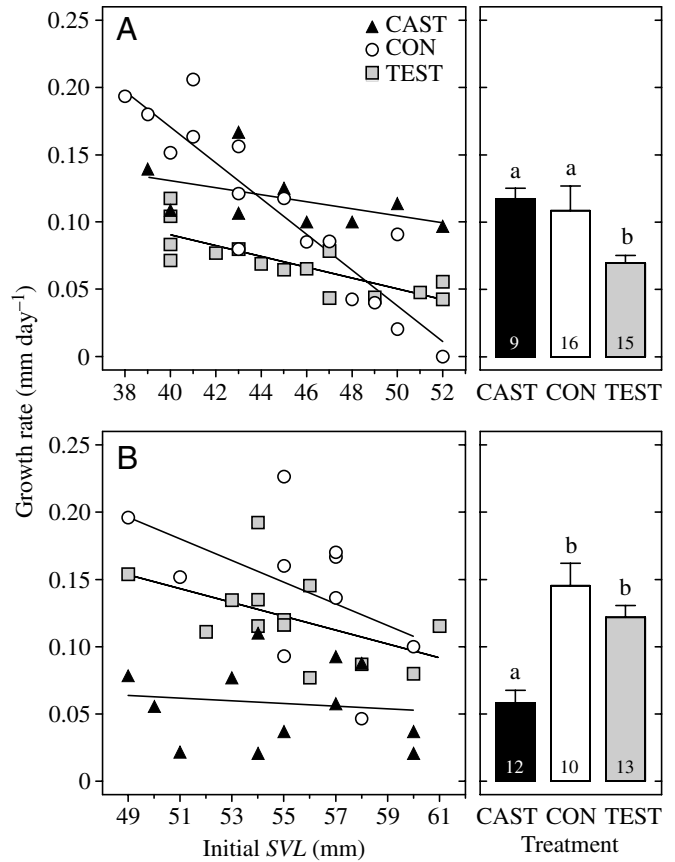 A
CAST
CON
TEST
0.20
0.15
0.10
0.05
0
38 40 42 44 46 48 50 52
a a b
9 16 15
CAST CON TEST
Growth rate (mm day−1)
B
0.25
0.20
0.15
0.10
0.05
0
49 51 53 55 57 59 61
Initial SVL (mm)
a b b
12 10 13
CAST CON TEST
Treatment